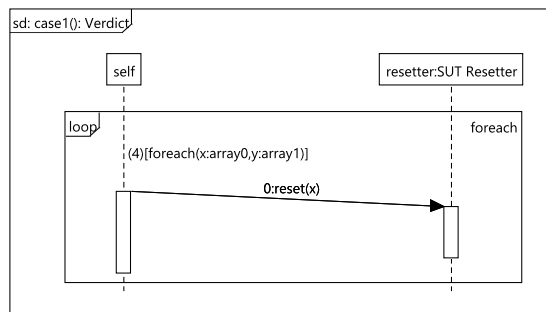 sd: case1(): Verdict
self
resetter:SUT Resetter
loop
foreach
(4)[foreach(x:array0,y:array1)]
0:reset(x)